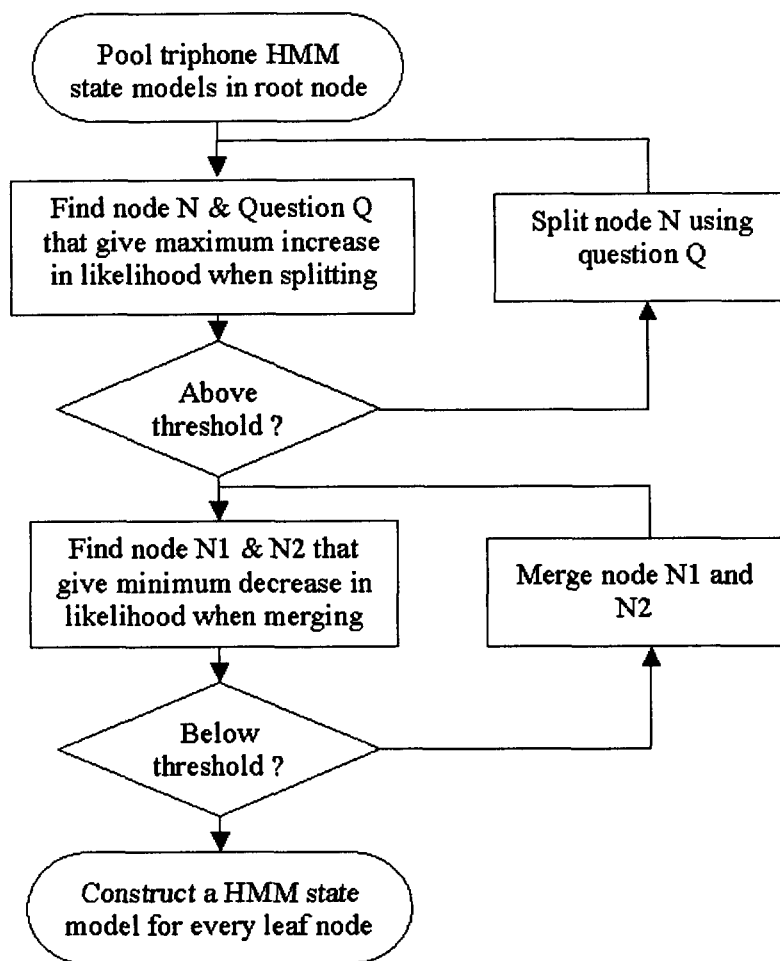 Pool triphone HMM
state models in root node
Find node N & Question Q
that give maximum increase
in likelihood when splitting
Split node N using
question Q
Above
threshold ?
Find node N1 & N2 that
give minimum decrease in
likelihood when merging
Merge node N1 and
N2
Below
threshold ?
Construct a HMM state
model for every leaf node